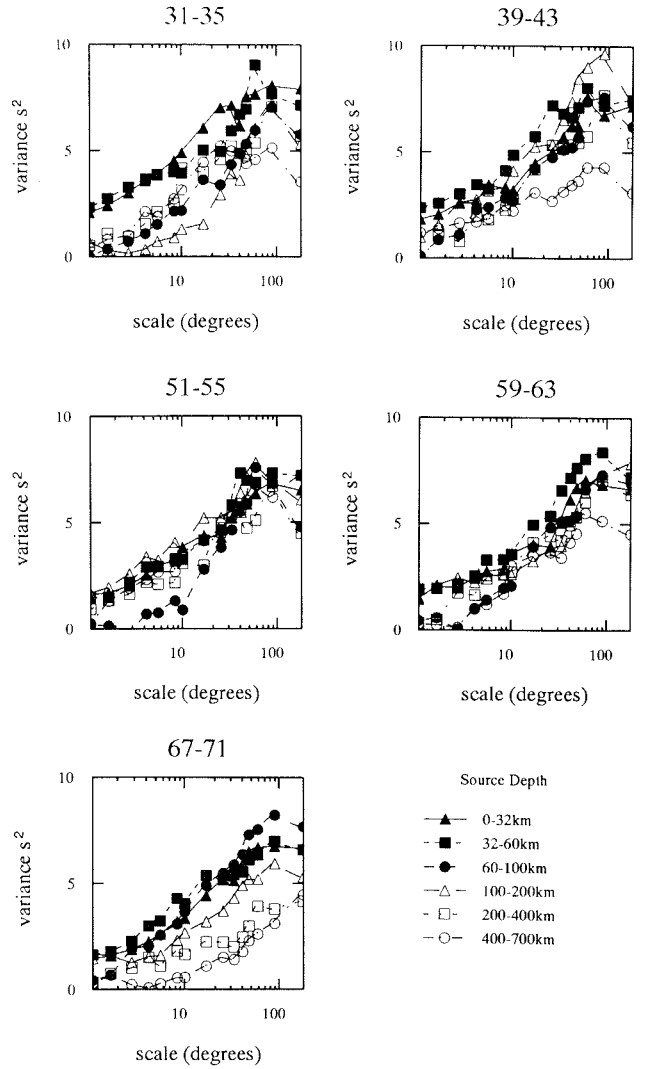 31-35
10
5
0
variance s²
10
100
scale (degrees)
39-43
10
5
0
variance s²
10
100
scale (degrees)
51-55
10
5
0
variance s²
10
100
scale (degrees)
59-63
10
5
0
variance s²
10
100
scale (degrees)
67-71
10
5
0
variance s²
10
100
scale (degrees)
Source Depth
0-32km
32-60km
60-100km
100-200km
200-400km
400-700km